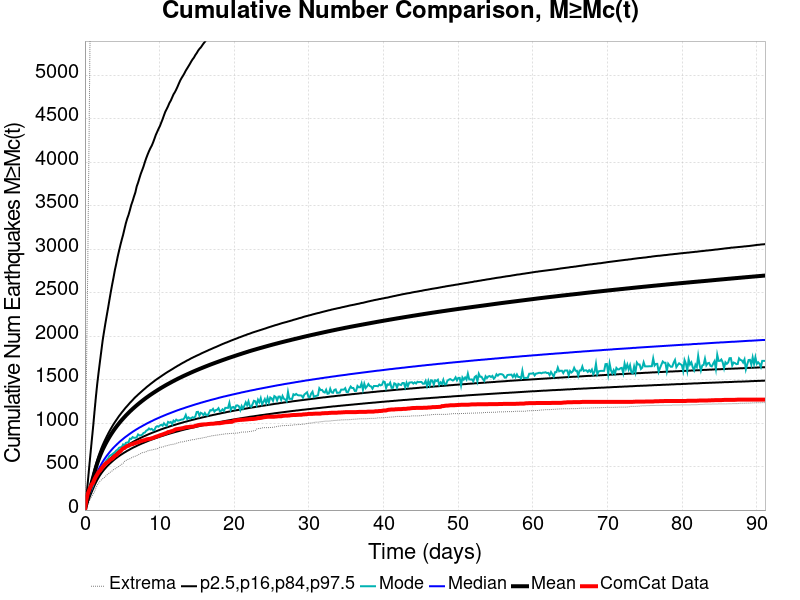 Cumulative Number Comparison, M≥Mc(t)
Cumulative Num Earthquakes M≥Mc(t)
5000
4500
4000
3500
3000
2500
2000
1500
1000
500
0
0 10 20 30 40 50 60 70 80 90
Time (days)
Extrema p2.5,p16,p84,p97.5 Mode Median Mean ComCat Data